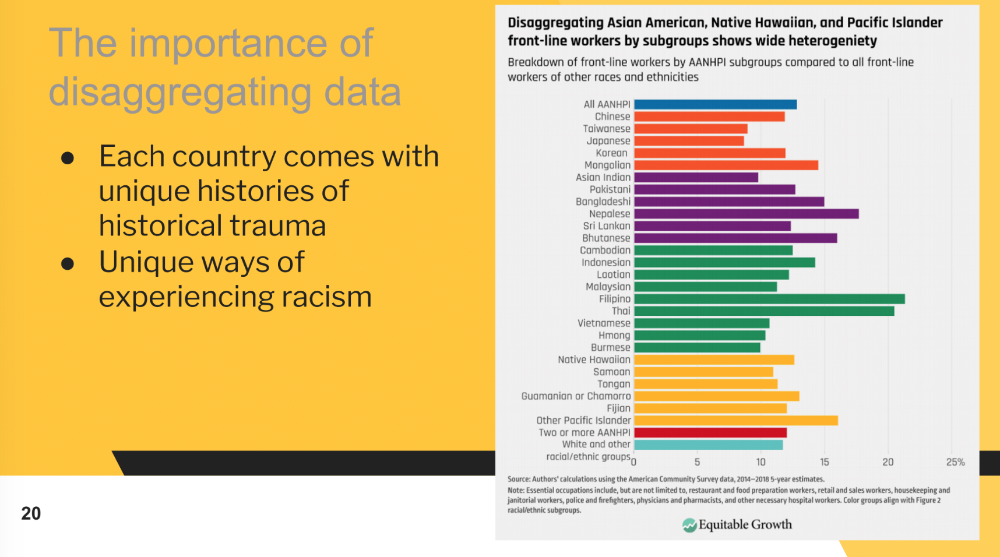 The importance of
disaggregating data
● Each country comes with
unique histories of
historical trauma
● Unique ways of
experiencing racism
20
Disaggregating Asian American, Native Hawaiian, and Pacific Islander
front-line workers by subgroups shows wide heterogeniety
Breakdown of front-line workers by AANHPI subgroups compared to all front-line
workers of other races and ethnicities
All AANHPI
Chinese
Taiwanese
Japanese
Korean
Mongolian
Asian Indian
Pakistani
Bangladeshi
Nepalese
Sri Lankan
Bhutanese
Cambodian
Indonesian
Laotian
Malaysian
Filipino
Thai
Vietnamese
Hmong
Burmese
Native Hawaiian
Samoan
Tongan
Guamanian or Chamorro
Fijian
Other Pacific Islander
Two or more AANHPI
White and other
racial/ethnic groups
0 5 10 15 20 25%
Source: Authors' calculations using the American Community Survey data, 2014–2018 5-year estimates.
Note: Essential occupations include, but are not limited to, restaurant and food preparation workers, retail and sales workers, housekeeping and
janitorial workers, police and firefighters, physicians and pharmacists, and other necessary hospital workers. Color groups align with Figure 2
racial/ethnic subgroups.
Equitable Growth